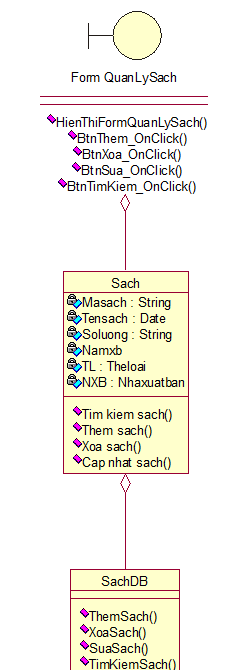 Form QuanLySach
HienThiFormQuanLySach()
BtnThem_OnClick()
BtnXoa_OnClick()
BtnSua_OnClick()
BtnTimKiem_OnClick()
Sach
Masach : String
Tensach : Date
Soluong : String
Namxb
TL : Theloai
NXB : Nhaxuatban
Tim kiem sach()
Them sach()
Xoa sach()
Cap nhat sach()
SachDB
ThemSach()
XoaSach()
SuaSach()
TimKiemSach()